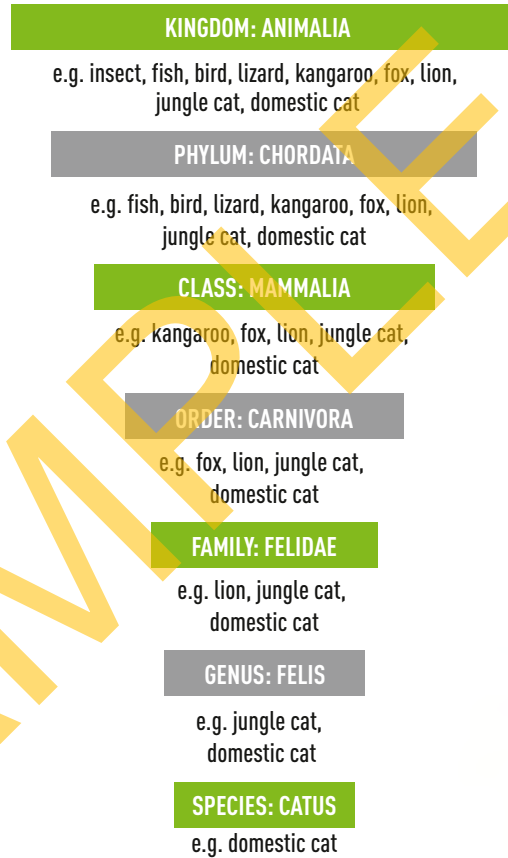 KINGDOM: ANIMALIA
e.g. insect, fish, bird, lizard, kangaroo, fox, lion,
jungle cat, domestic cat
PHYLUM: CHORDATA
e.g. fish, bird, lizard, kangaroo, fox, lion,
jungle cat, domestic cat
CLASS: MAMMALIA
e.g. kangaroo, fox, lion, jungle cat,
domestic cat
ORDER: CARNIVORA
e.g. fox, lion, jungle cat,
domestic cat
FAMILY: FELIDAE
e.g. lion, jungle cat,
domestic cat
GENUS: FELIS
e.g. jungle cat,
domestic cat
SPECIES: CATUS
e.g. domestic cat
AMPLE